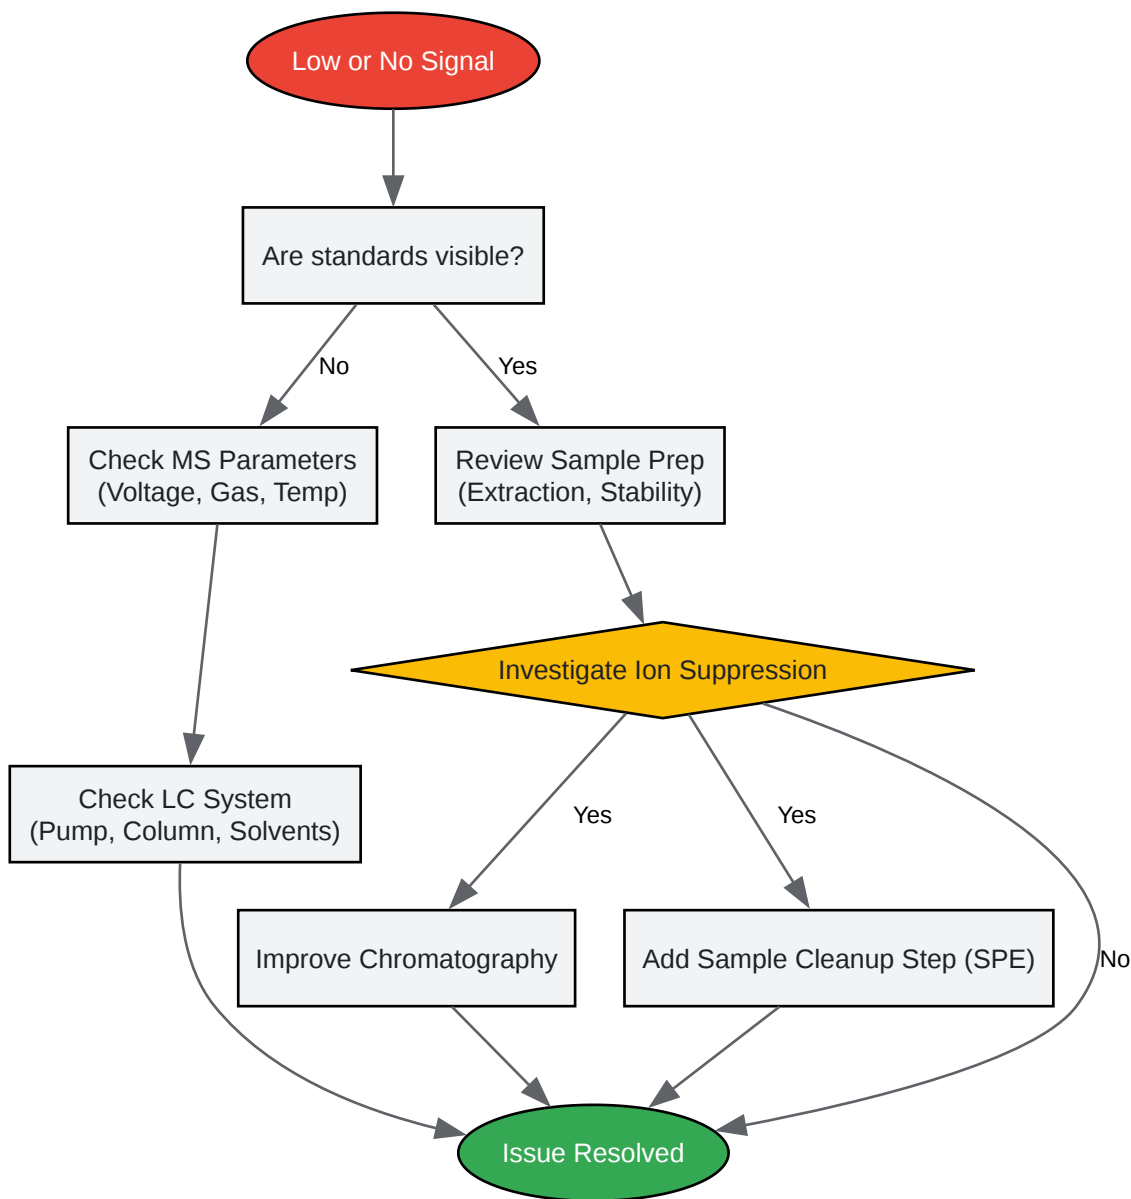 Low or No Signal
Are standards visible?
No
Yes
Check MS Parameters
(Voltage, Gas, Temp)
Review Sample Prep
(Extraction, Stability)
Investigate Ion Suppression
Check LC System
(Pump, Column, Solvents)
Yes
Yes
Improve Chromatography
Add Sample Cleanup Step (SPE)
No
Issue Resolved